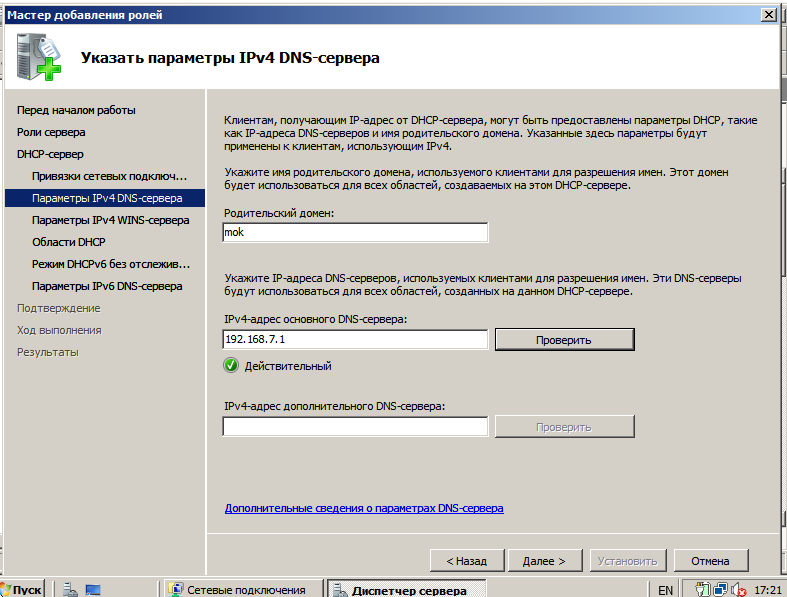 Мастер добавления ролей
Указать параметры IPv4 DNS-сервера
Перед началом работы
Роли сервера
DHCP-сервер
Привязки сетевых подключ...
Параметры IPv4 DNS-сервера
Параметры IPv4 WINS-сервера
Области DHCP
Режим DHCPv6 без отслежив...
Параметры IPv6 DNS-сервера
Подтверждение
Ход выполнения
Результаты
Клиентам, получающим IP-адрес от DHCP-сервера, могут быть предоставлены параметры DHCP, такие
как IP-адреса DNS-серверов и имя родительского домена. Указанные здесь параметры будут
применены к клиентам, использующим IPv4.
Укажите имя родительского домена, используемого клиентами для разрешения имен. Этот домен
будет использоваться для всех областей, создаваемых на этом DHCP-сервере.
Родительский домен:
mok
Укажите IP-адреса DNS-серверов, используемых клиентами для разрешения имен. Эти DNS-серверы
будут использоваться для всех областей, созданных на данном DHCP-сервере.
IPv4-адрес основного DNS-сервера:
192.168.7.1
Проверить
Действительный
IPv4-адрес дополнительного DNS-сервера:
Проверить
Дополнительные сведения о параметрах DNS-сервера
< Назад
Далее >
Установить
Отмена
Пуск
Сетевые подключения
Диспетчер сервера
EN
17:21